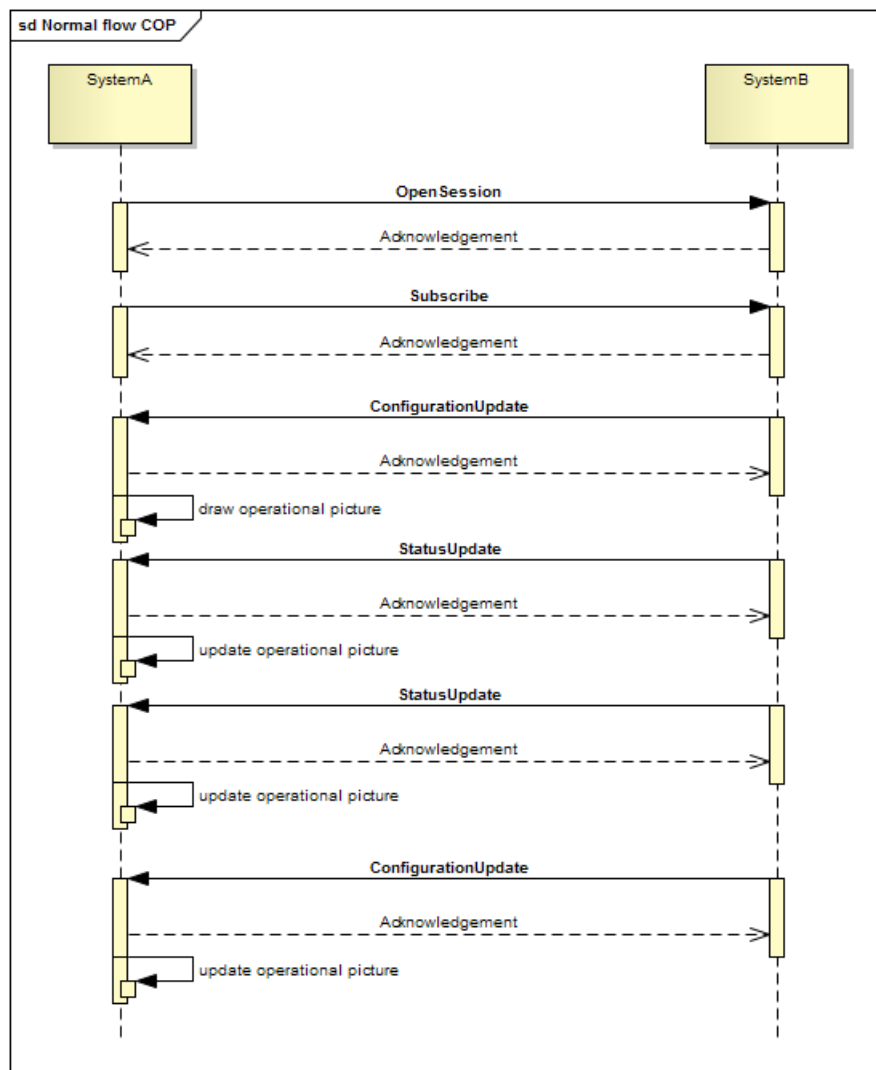 sd Normal flow COP
SystemA
SystemB
OpenSession
Acknowledgement
Subscribe
Acknowledgement
ConfigurationUpdate
Acknowledgement
draw operational picture
StatusUpdate
Acknowledgement
update operational picture
StatusUpdate
Acknowledgement
update operational picture
ConfigurationUpdate
Acknowledgement
update operational picture